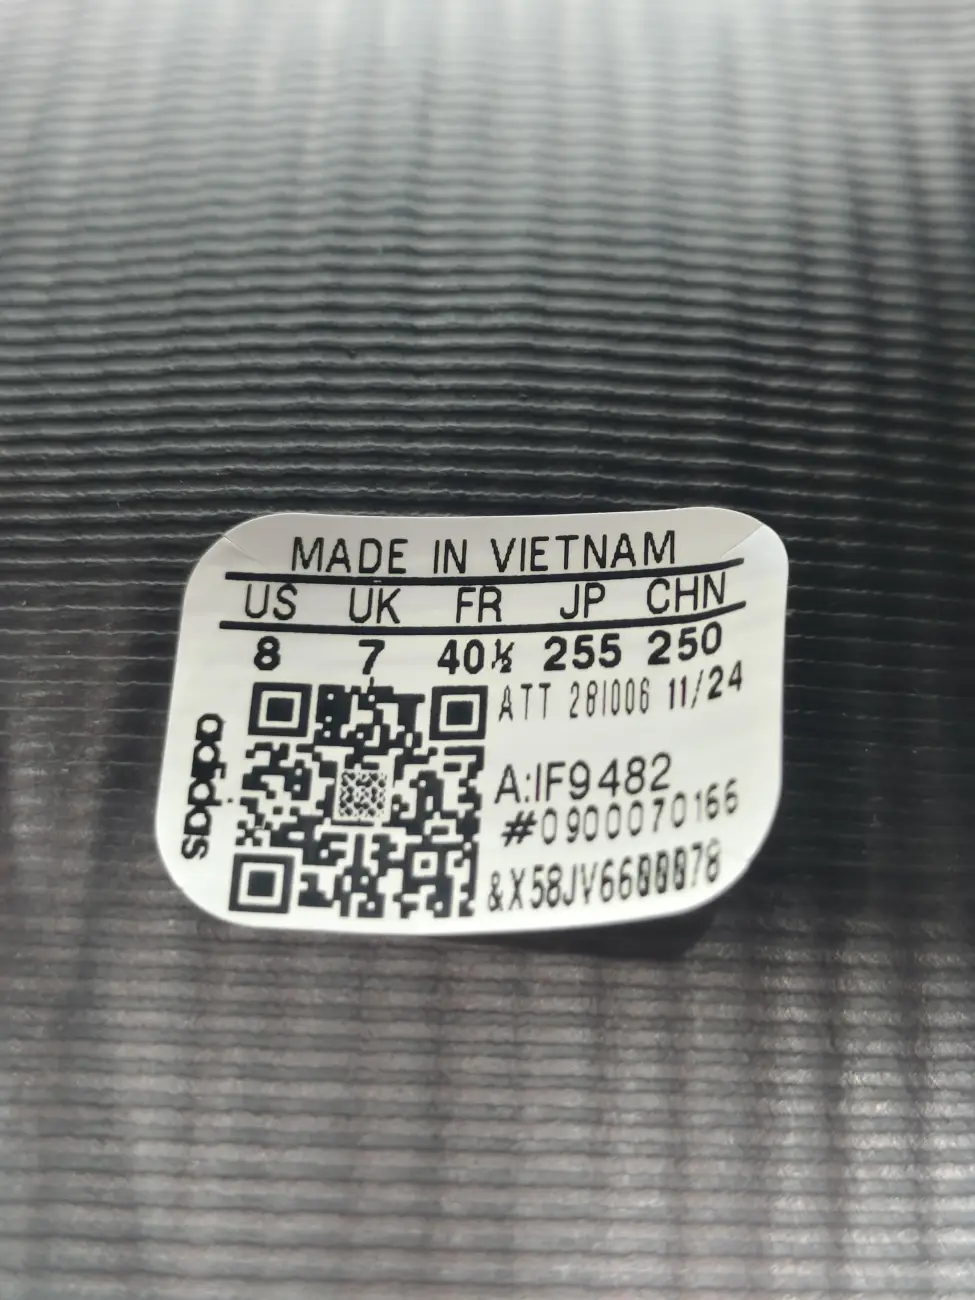 MADE IN VIETNAM
US UK FR JP CHN
8 7 40½ 255 250
ATT 281006 11/24
adidas
A:IF9482
#0900070166
&X58JV6600078